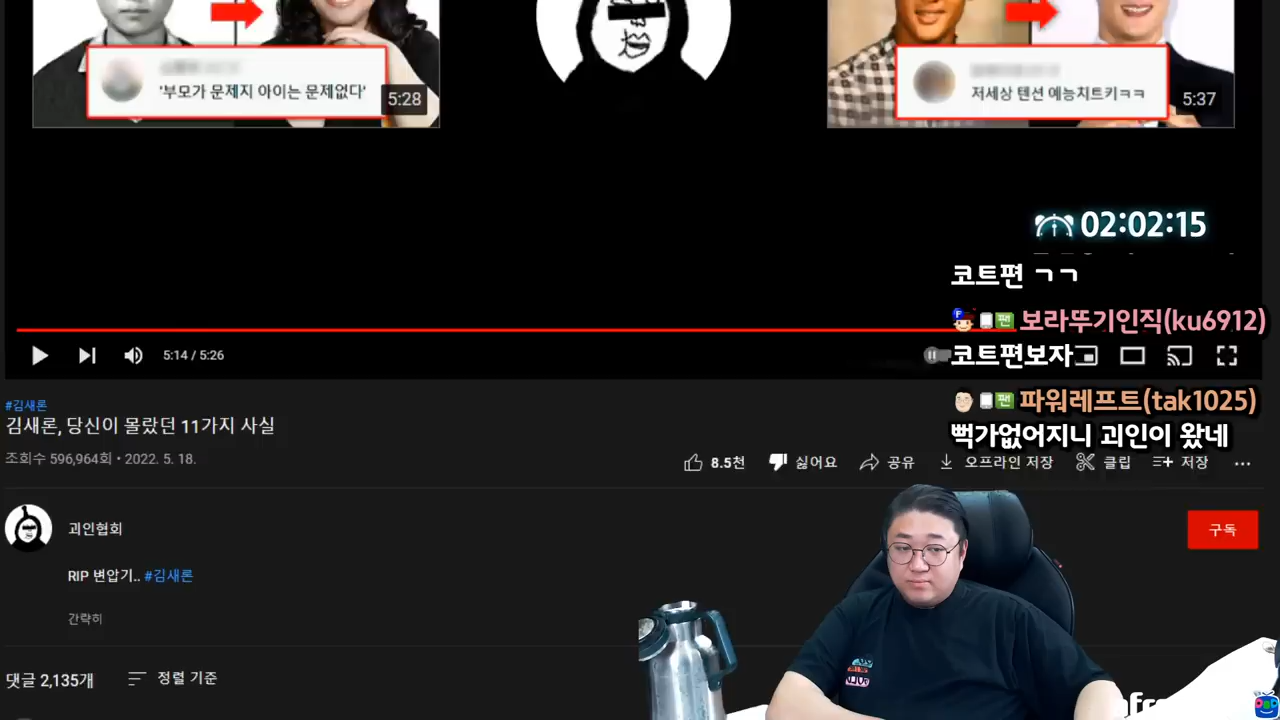 '부모가 문제지 아이는 문제없다'
5:28
저세상 텐션 예능치트키ㅋㅋ
5:37
02:02:15
코트편 ㄱㄱ
보라뚜기인직(ku6912)
코트편보자
5:14 / 5:26
파워레프트(tak1025)
뻑가없어지니 괴인이 왔네
#김새론
김새론, 당신이 몰랐던 11가지 사실
조회수 596,964회 • 2022. 5. 18.
8.5천
싫어요
공유
오프라인 저장
클립
저장
괴인협회
구독
RIP 변압기.. #김새론
간략히
댓글 2,135개
정렬 기준